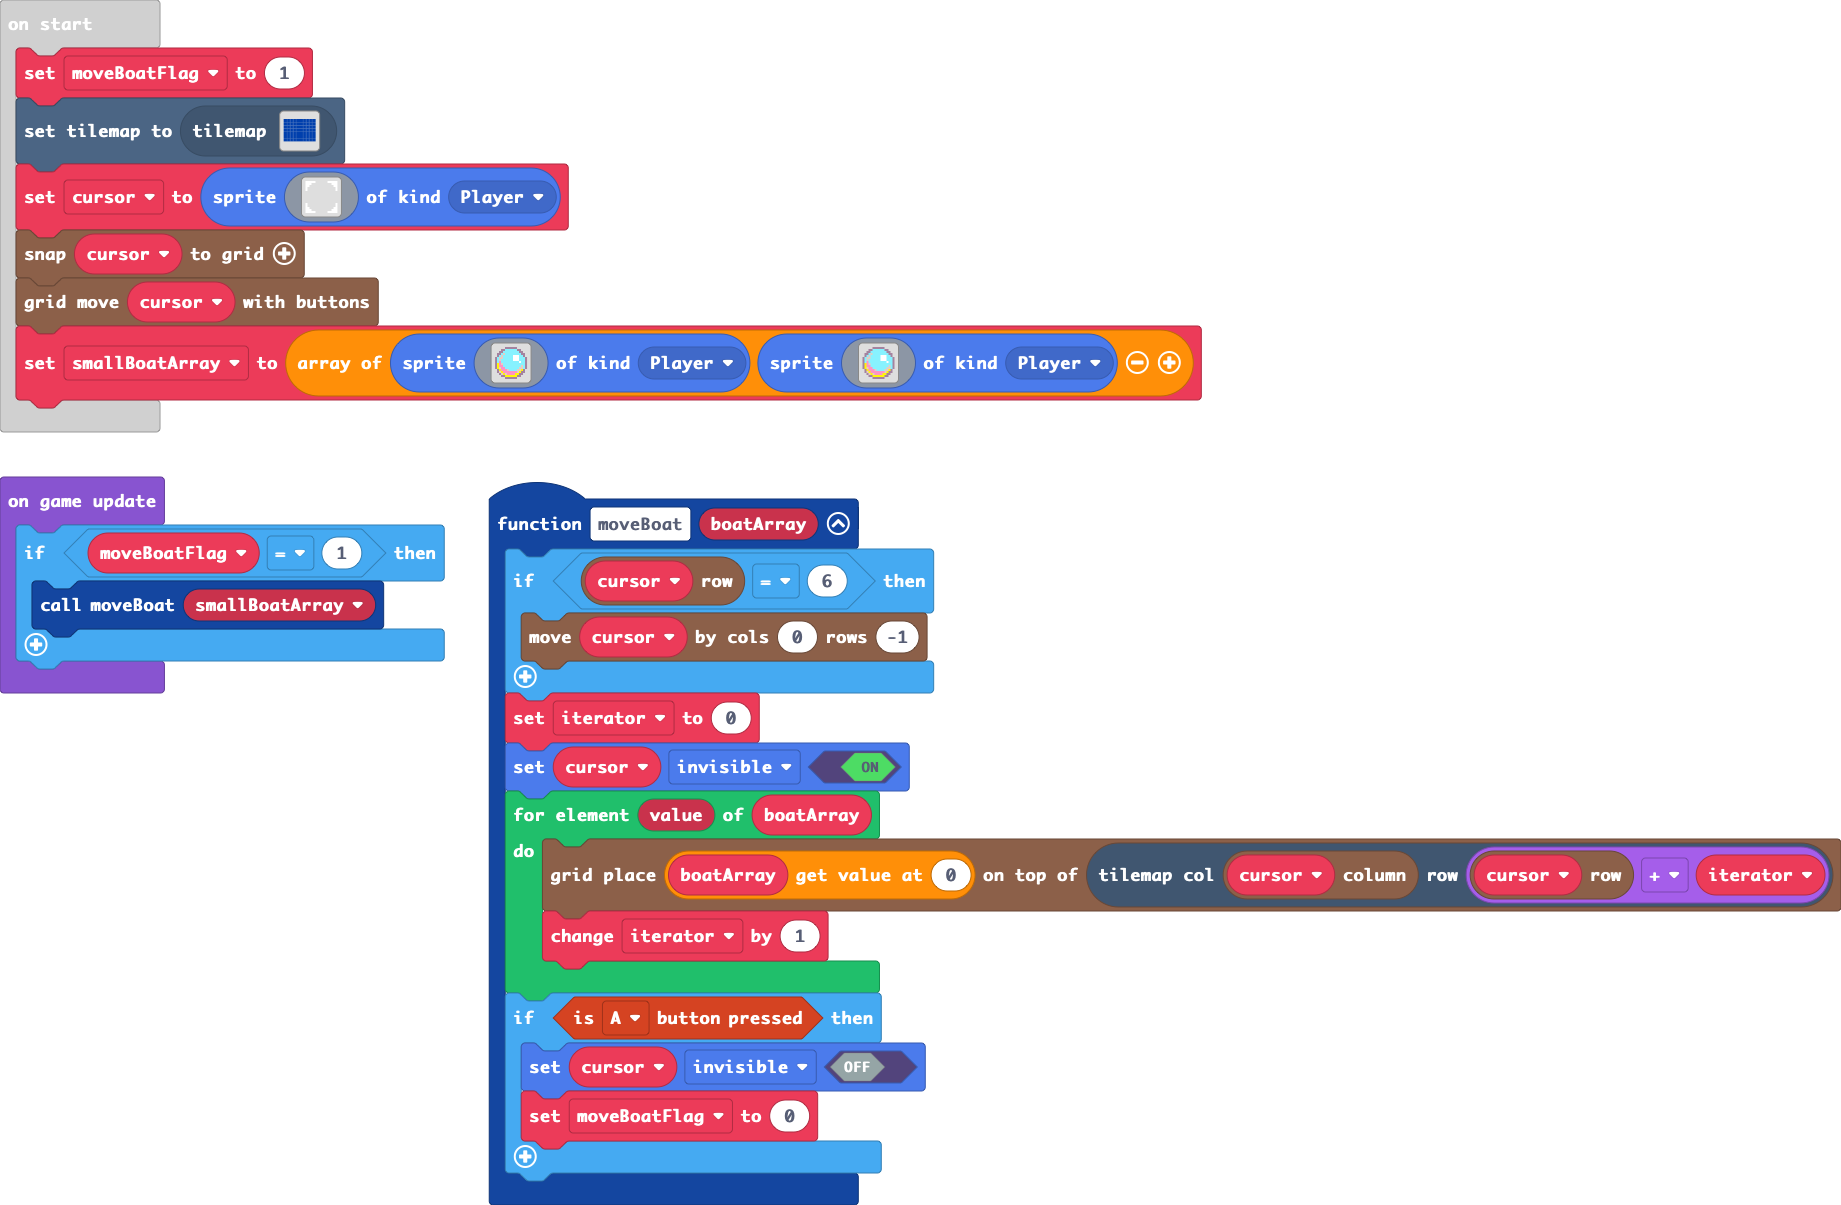 on start
set moveBoatFlag to 1
set tilemap to tilemap
set cursor to sprite of kind Player
snap cursor to grid
grid move cursor with buttons
set smallBoatArray to array of sprite of kind Player sprite of kind Player
on game update
if moveBoatFlag = 1 then
call moveBoat smallBoatArray
function moveBoat boatArray
if cursor row = 6 then
move cursor by cols 0 rows -1
set iterator to 0
set cursor invisible ON
for element value of boatArray
do
grid place boatArray get value at 0 on top of tilemap col cursor column row cursor row + iterator
change iterator by 1
if is A button pressed then
set cursor invisible OFF
set moveBoatFlag to 0